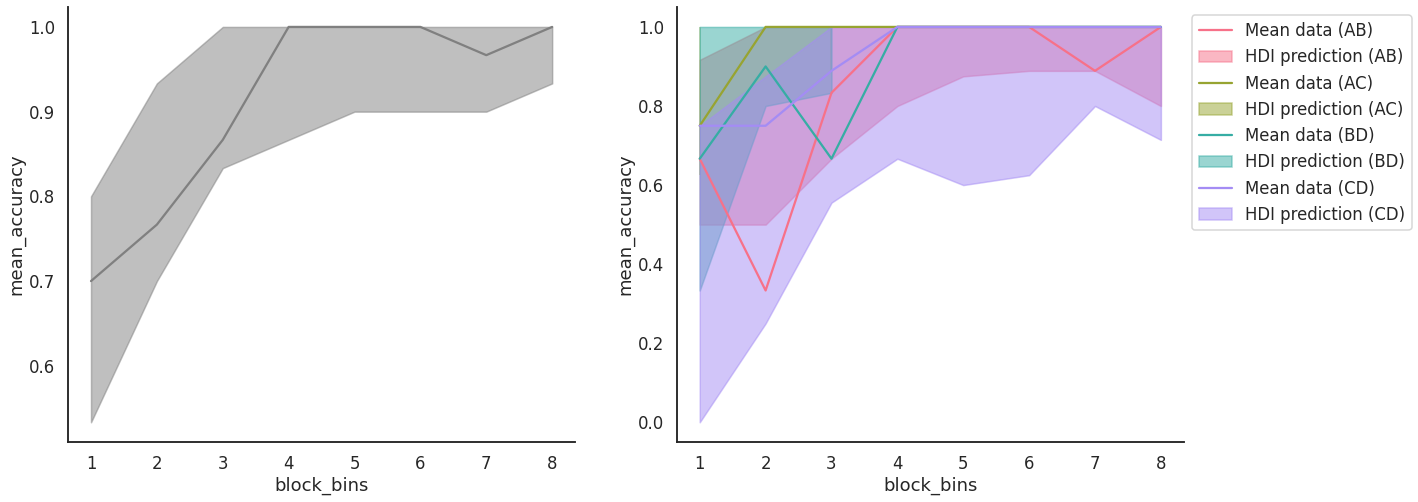 1.0
0.9
0.8
0.7
0.6
mean_accuracy
1 2 3 4 5 6 7 8
block_bins
1.0
0.8
0.6
0.4
0.2
0.0
mean_accuracy
1 2 3 4 5 6 7 8
block_bins
Mean data (AB)
HDI prediction (AB)
Mean data (AC)
HDI prediction (AC)
Mean data (BD)
HDI prediction (BD)
Mean data (CD)
HDI prediction (CD)